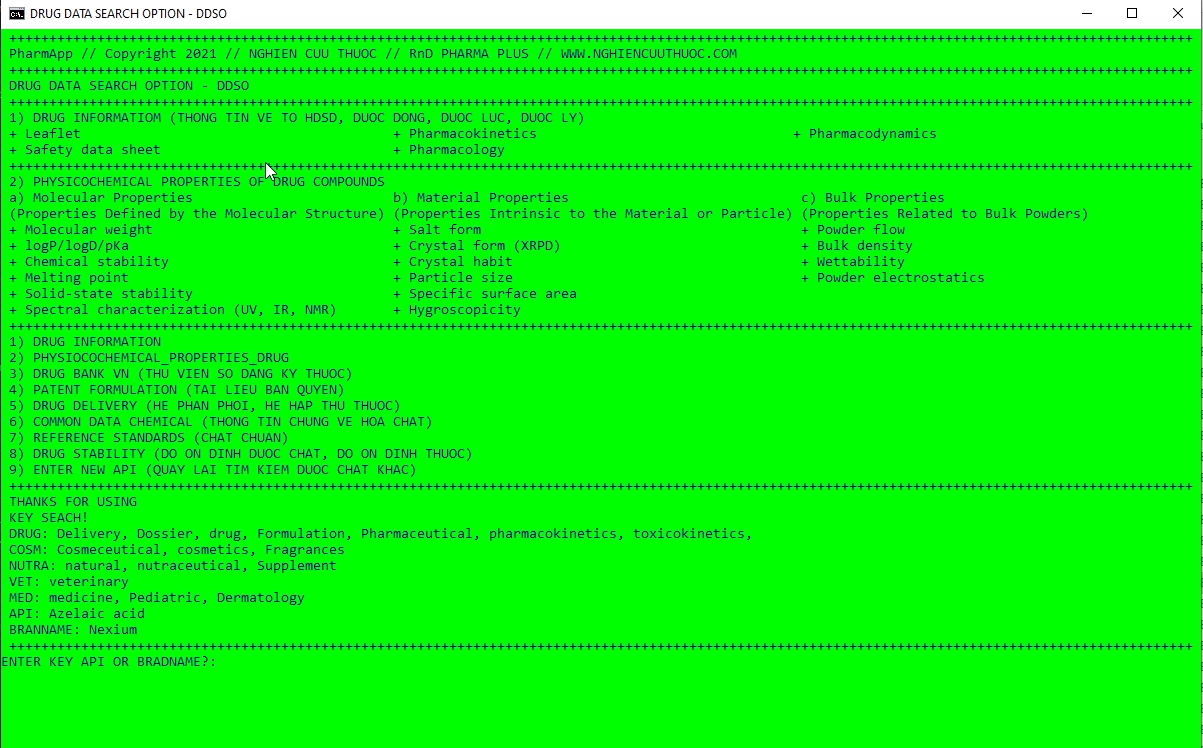 DRUG DATA SEARCH OPTION - DDSO
++++++++++++++++++++++++++++++++++++++++++++++++++++++++++++++++++++++++++++++++++++++++++++++++++++++++++++++++++++++++++++++++++++++++++++++++++++
PharmApp // Copyright 2021 // NGHIEN CUU THUOC // RnD PHARMA PLUS // WWW.NGHIENCUUTHUOC.COM
++++++++++++++++++++++++++++++++++++++++++++++++++++++++++++++++++++++++++++++++++++++++++++++++++++++++++++++++++++++++++++++++++++++++++++++++++++
DRUG DATA SEARCH OPTION - DDSO
++++++++++++++++++++++++++++++++++++++++++++++++++++++++++++++++++++++++++++++++++++++++++++++++++++++++++++++++++++++++++++++++++++++++++++++++++++
1) DRUG INFORMATIOM (THONG TIN VE TO HDSD, DUOC DONG, DUOC LUC, DUOC LY)
+ Leaflet + Pharmacokinetics + Pharmacodynamics
+ Safety data sheet + Pharmacology
++++++++++++++++++++++++++++++++++++++++++++++++++++++++++++++++++++++++++++++++++++++++++++++++++++++++++++++++++++++++++++++++++++++++++++++++++++
2) PHYSICOCHEMICAL PROPERTIES OF DRUG COMPOUNDS
a) Molecular Properties b) Material Properties c) Bulk Properties
(Properties Defined by the Molecular Structure) (Properties Intrinsic to the Material or Particle) (Properties Related to Bulk Powders)
+ Molecular weight + Salt form + Powder flow
+ logP/logD/pKa + Crystal form (XRPD) + Bulk density
+ Chemical stability + Crystal habit + Wettability
+ Melting point + Particle size + Powder electrostatics
+ Solid-state stability + Specific surface area
+ Spectral characterization (UV, IR, NMR) + Hygroscopicity
++++++++++++++++++++++++++++++++++++++++++++++++++++++++++++++++++++++++++++++++++++++++++++++++++++++++++++++++++++++++++++++++++++++++++++++++++++
1) DRUG INFORMATION
2) PHYSIOCOCHEMICAL_PROPERTIES_DRUG
3) DRUG BANK VN (THU VIEN SO DANG KY THUOC)
4) PATENT FORMULATION (TAI LIEU BAN QUYEN)
5) DRUG DELIVERY (HE PHAN PHOI, HE HAP THU THUOC)
6) COMMON DATA CHEMICAL (THONG TIN CHUNG VE HOA CHAT)
7) REFERENCE STANDARDS (CHAT CHUAN)
8) DRUG STABILITY (DO ON DINH DUOC CHAT, DO ON DINH THUOC)
9) ENTER NEW API (QUAY LAI TIM KIEM DUOC CHAT KHAC)
++++++++++++++++++++++++++++++++++++++++++++++++++++++++++++++++++++++++++++++++++++++++++++++++++++++++++++++++++++++++++++++++++++++++++++++++++++
THANKS FOR USING
KEY SEACH!
DRUG: Delivery, Dossier, drug, Formulation, Pharmaceutical, pharmacokinetics, toxicokinetics,
COSM: Cosmeceutical, cosmetics, Fragrances
NUTRA: natural, nutraceutical, Supplement
VET: veterinary
MED: medicine, Pediatric, Dermatology
API: Azelaic acid
BRANNAME: Nexium
++++++++++++++++++++++++++++++++++++++++++++++++++++++++++++++++++++++++++++++++++++++++++++++++++++++++++++++++++++++++++++++++++++++++++++++++++++
ENTER KEY API OR BRADNAME?: